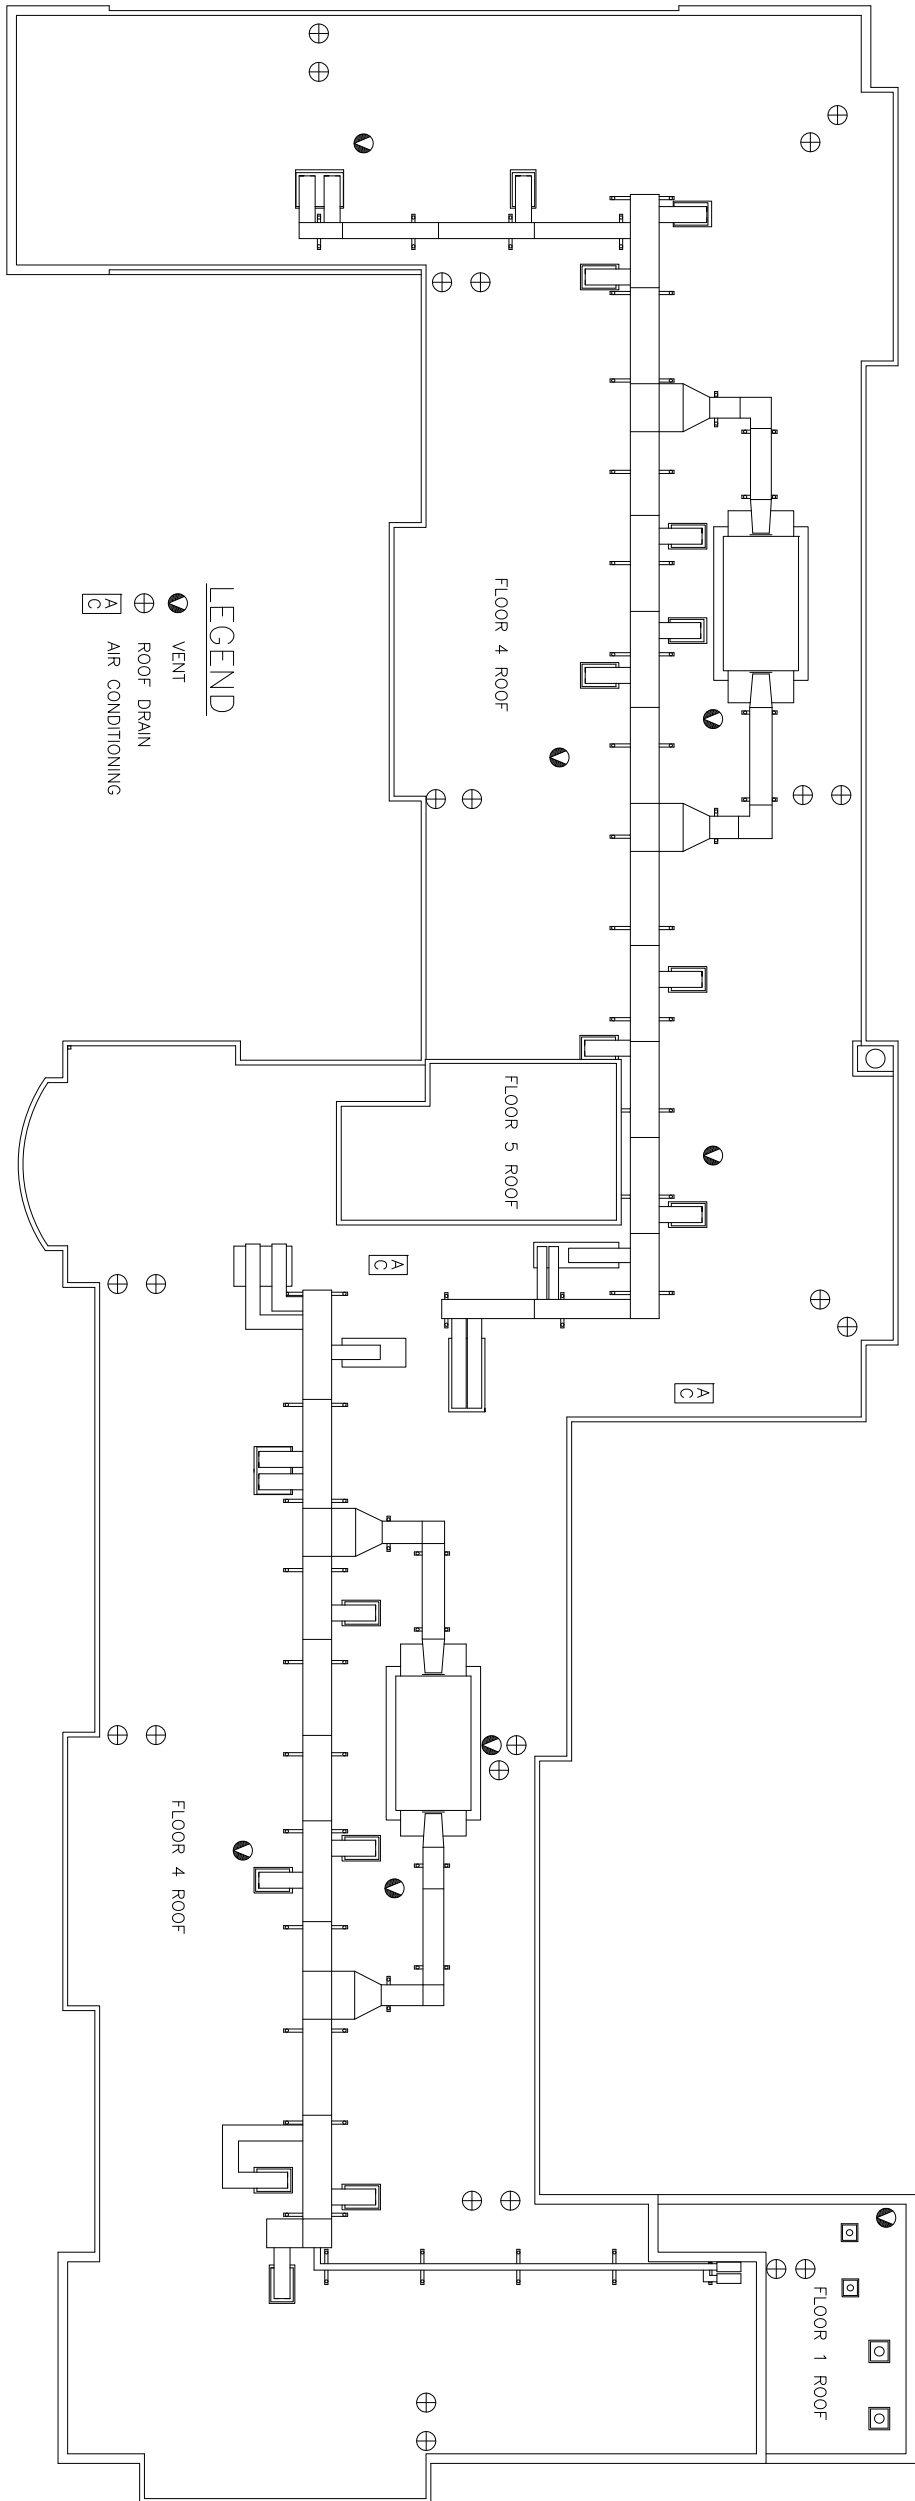 LEGEND
VENT
ROOF DRAIN
A
C
AIR CONDITIONING
FLOOR 4 ROOF
FLOOR 5 ROOF
A
C
A
C
FLOOR 4 ROOF
FLOOR 1 ROOF